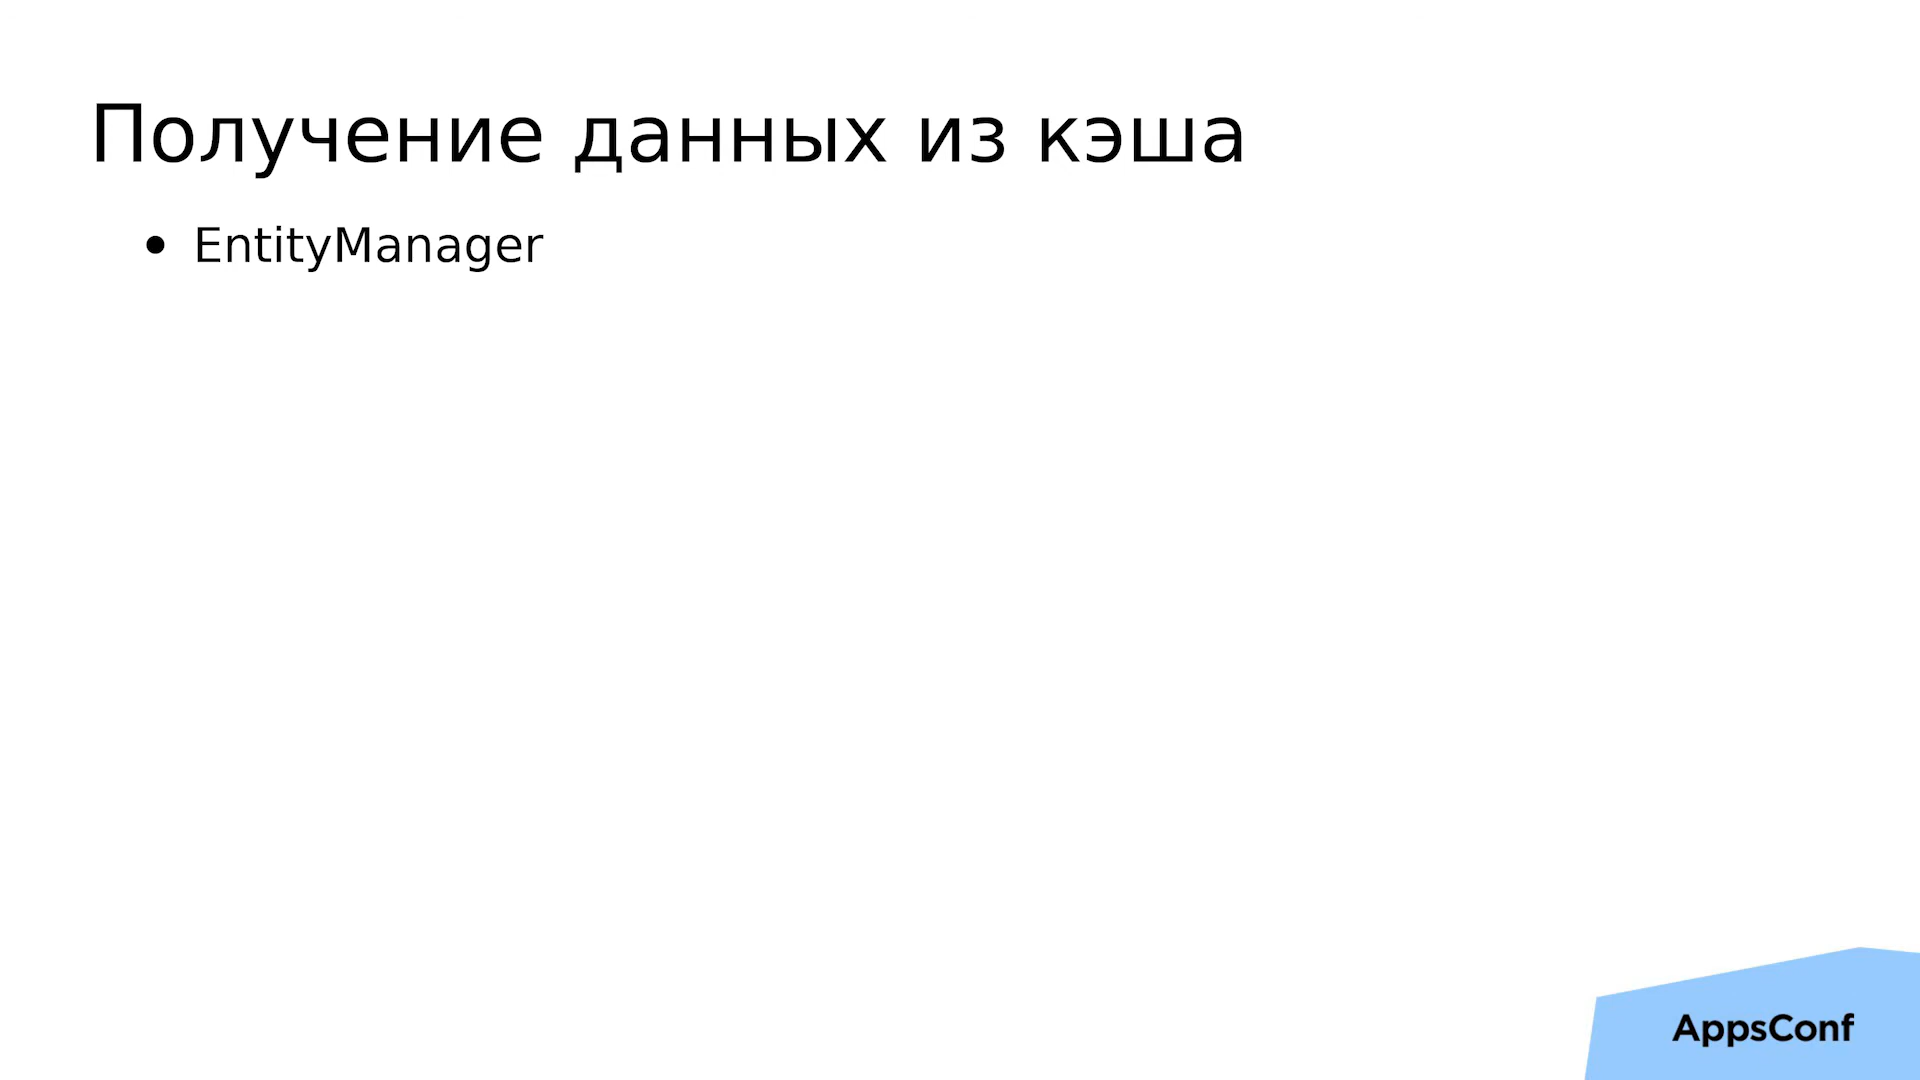 Получение данных из кэша
• EntityManager
AppsConf